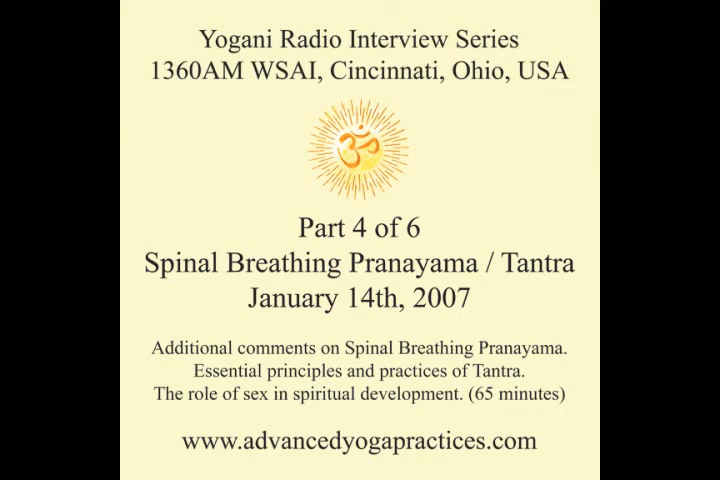 Yogani Radio Interview Series
1360AM WSAI, Cincinnati, Ohio, USA
ॐ
Part 4 of 6
Spinal Breathing Pranayama / Tantra
January 14th, 2007
Additional comments on Spinal Breathing Pranayama.
Essential principles and practices of Tantra.
The role of sex in spiritual development. (65 minutes)
www.advancedyogapractices.com